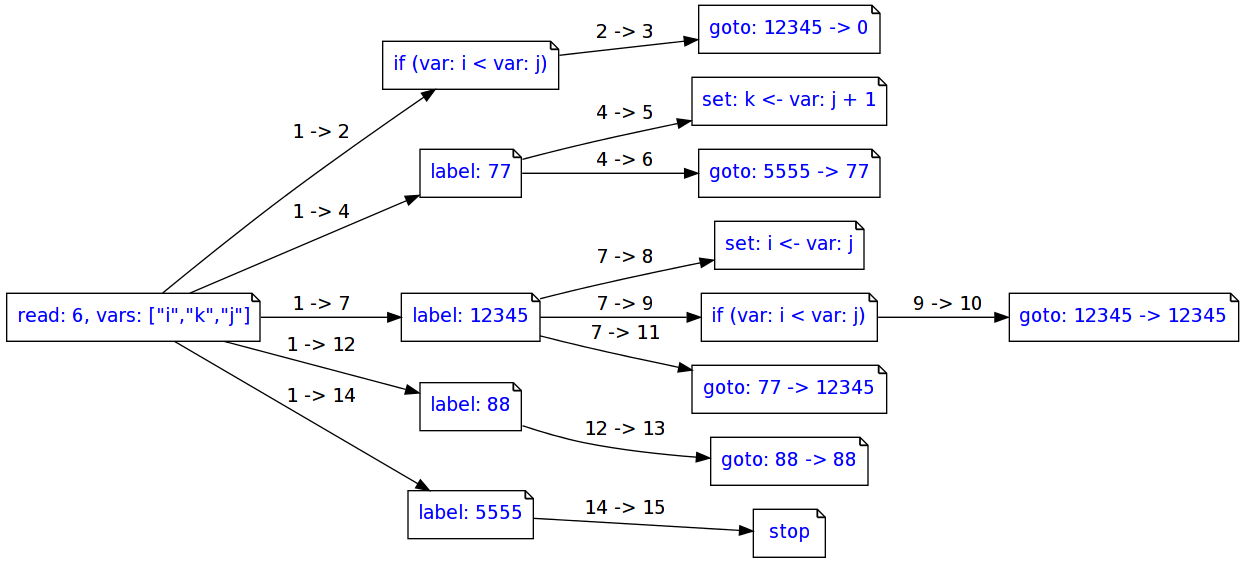 goto: 12345 -> 0
2 -> 3
if (var: i < var: j)
set: k <- var: j + 1
4 -> 5
1 -> 2
4 -> 6
label: 77
goto: 5555 -> 77
1 -> 4
set: i <- var: j
7 -> 8
read: 6, vars: ["i","k","j"]
1 -> 7
label: 12345
7 -> 9
if (var: i < var: j)
9 -> 10
goto: 12345 -> 12345
7 -> 11
1 -> 12
goto: 77 -> 12345
1 -> 14
label: 88
12 -> 13
goto: 88 -> 88
label: 5555
14 -> 15
stop